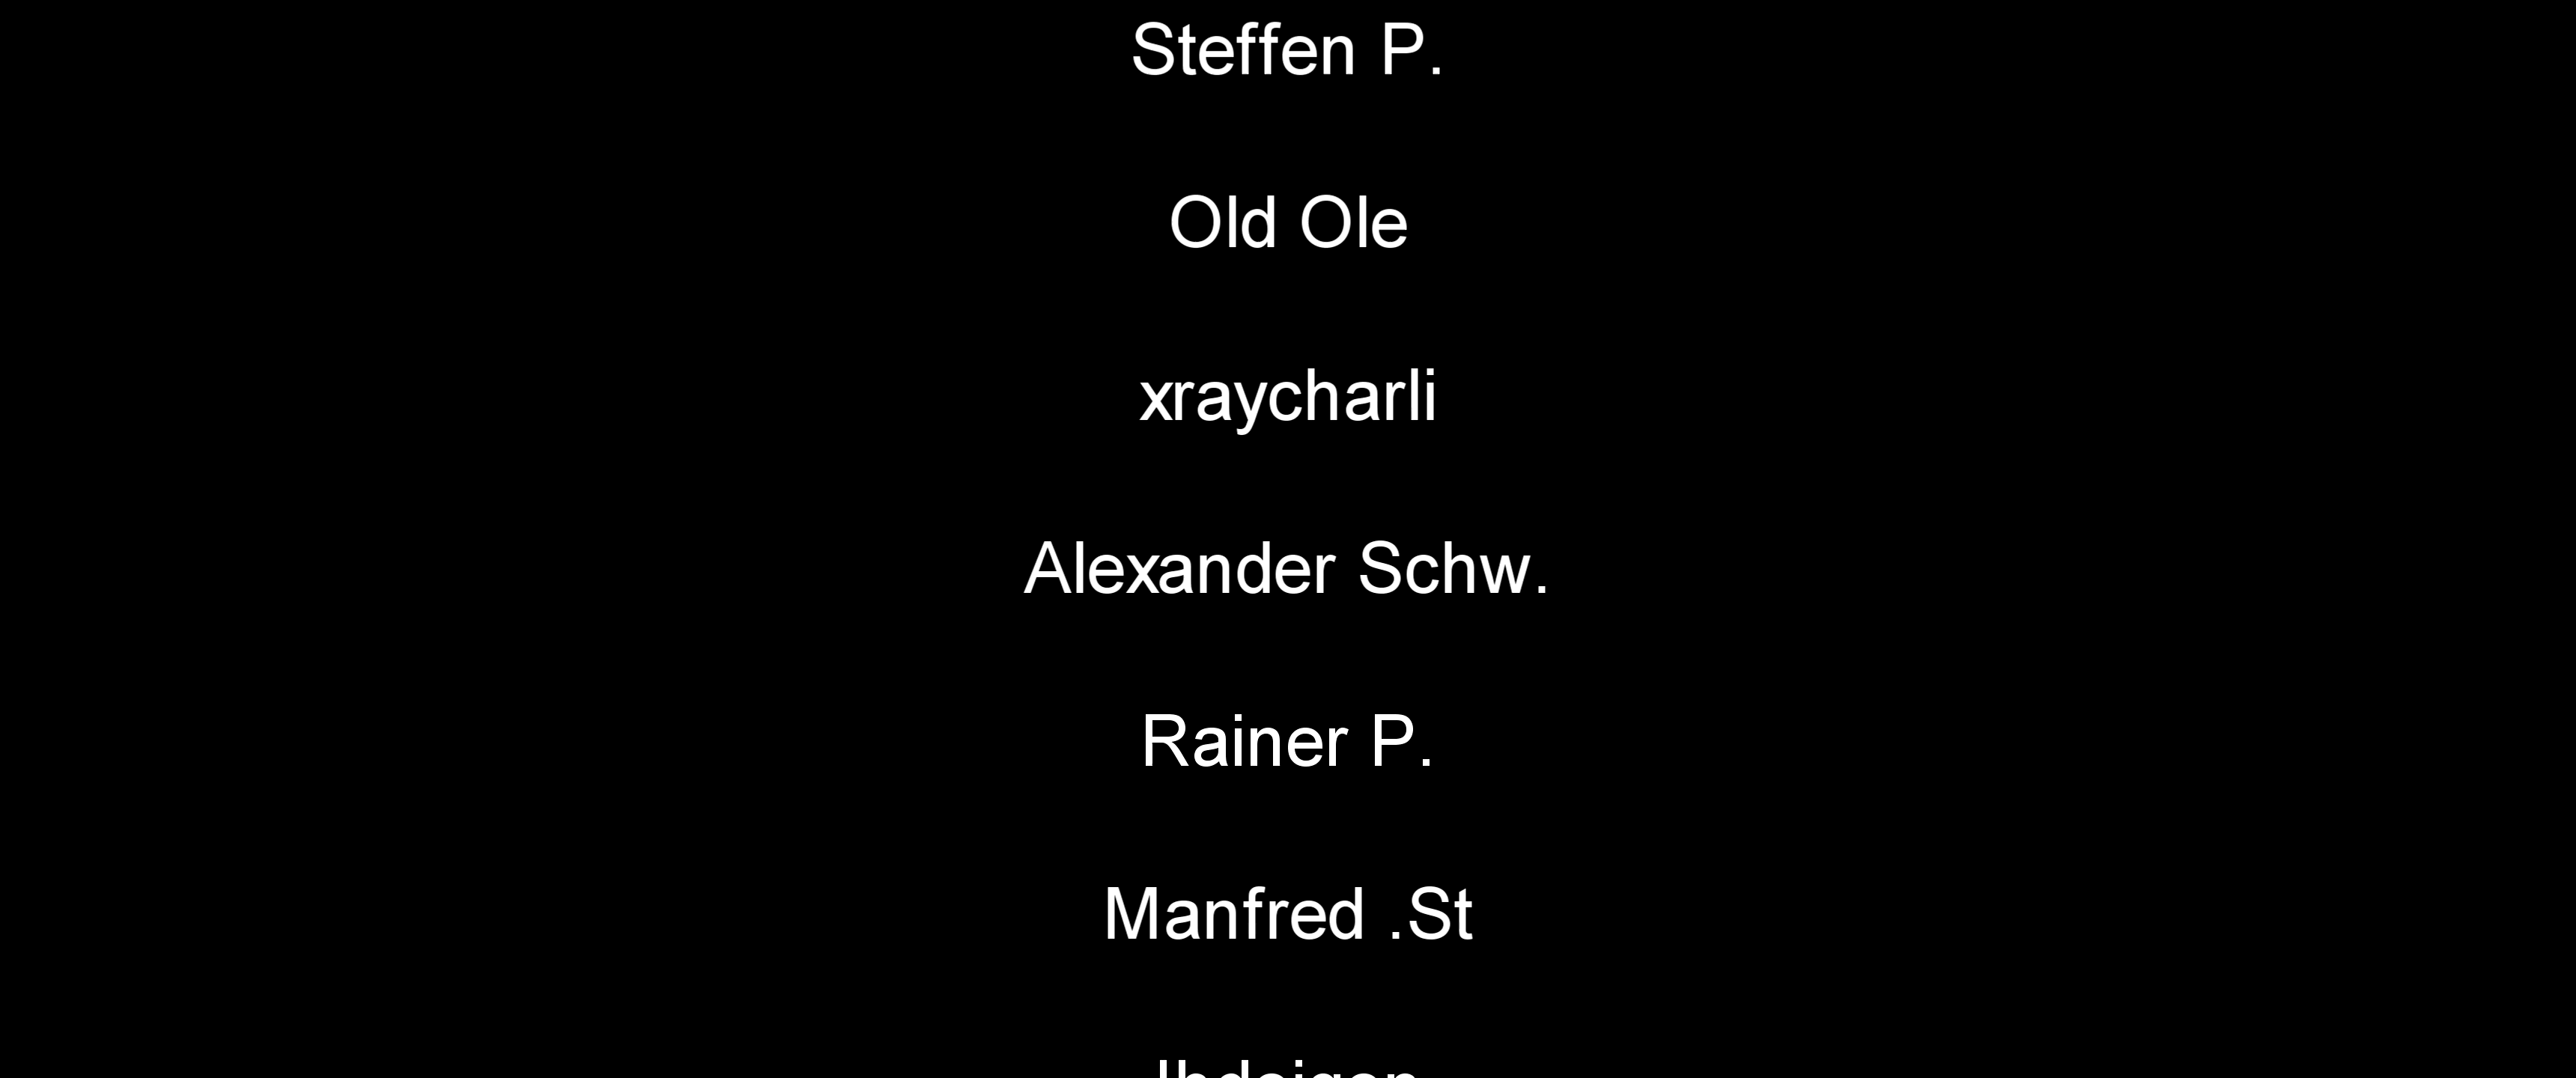 Steffen P.
Old Ole
xraycharli
Alexander Schw.
Rainer P.
Manfred .St